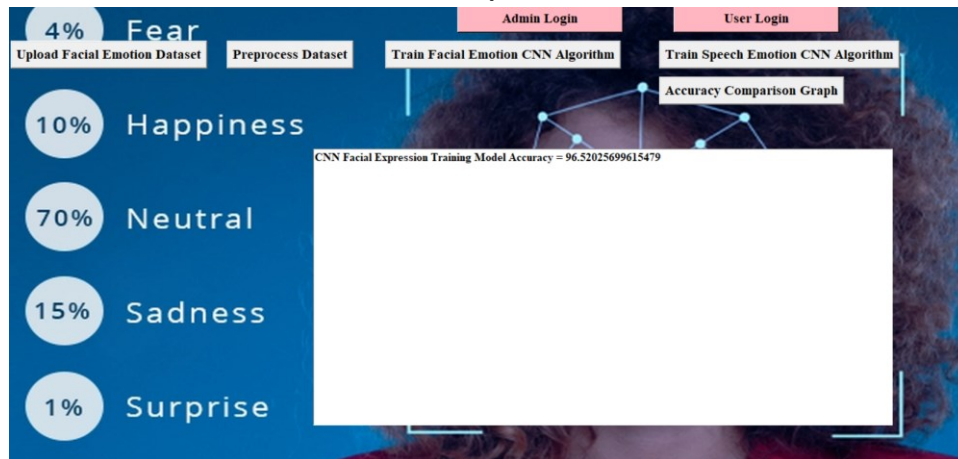 4% Fear
Admin Login User Login
Upload Facial Emotion Dataset Preprocess Dataset Train Facial Emotion CNN Algorithm Train Speech Emotion CNN Algorithm
Accuracy Comparison Graph
10% Happiness
CNN Facial Expression Training Model Accuracy = 96.52025699615479
70% Neutral
15% Sadness
1% Surprise